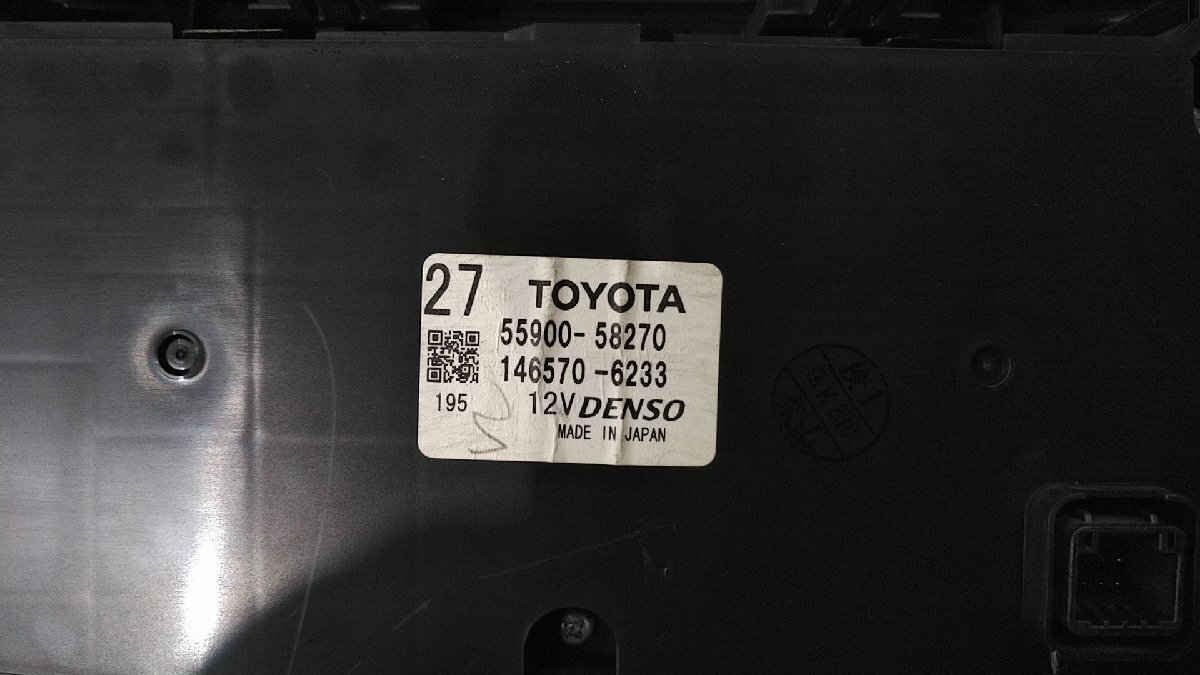 27 TOYOTA
55900-58270
146570-6233
195 12V DENSO
MADE IN JAPAN